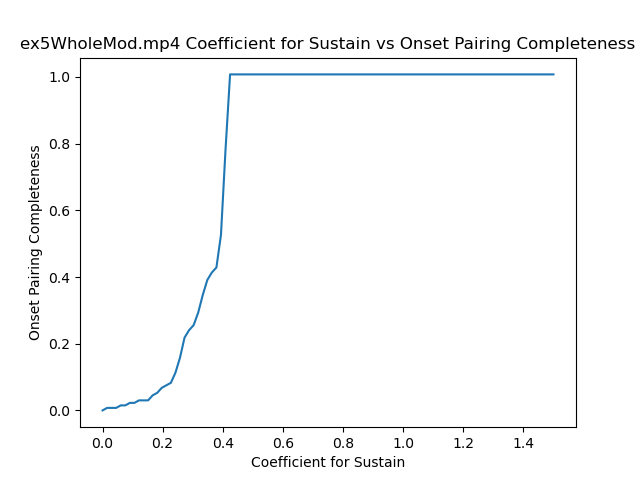 ex5WholeMod.mp4 Coefficient for Sustain vs Onset Pairing Completeness
1.0
0.8
0.6
0.4
0.2
0.0
Onset Pairing Completeness
0.0 0.2 0.4 0.6 0.8 1.0 1.2 1.4
Coefficient for Sustain